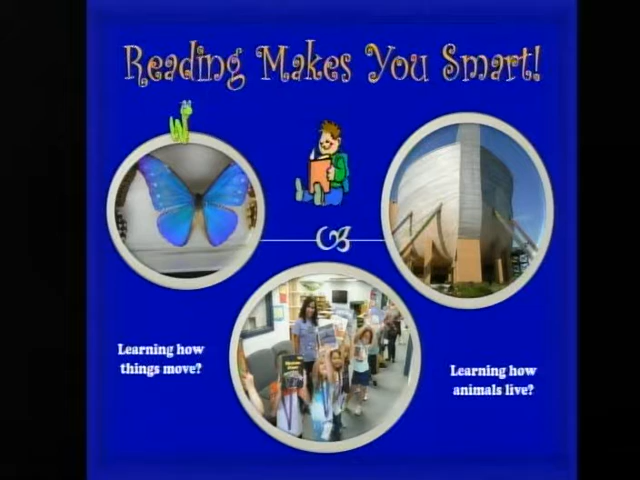 Reading Makes You Smart!
Learning how
things move?
Learning how
animals live?